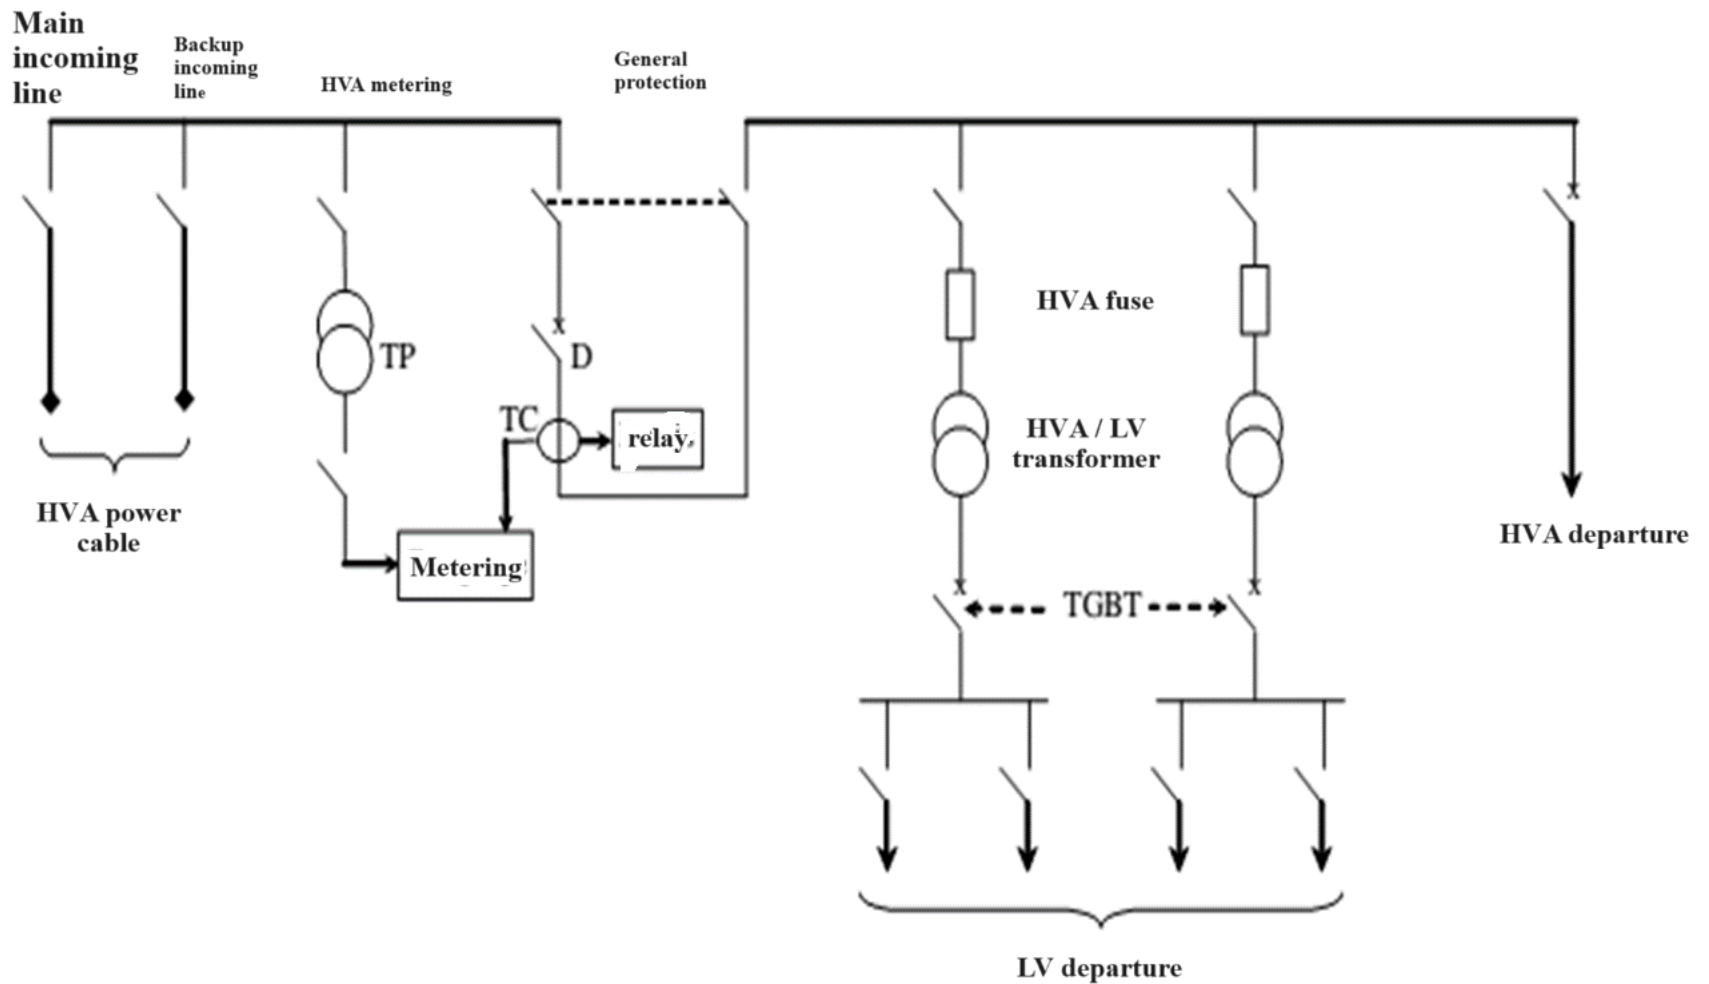 Main
incoming
line
Backup
incoming
line
HVA metering
General
protection
TP
D
TC
relay
HVA fuse
HVA / LV
transformer
HVA power
cable
Metering
HVA departure
TGBT
LV departure